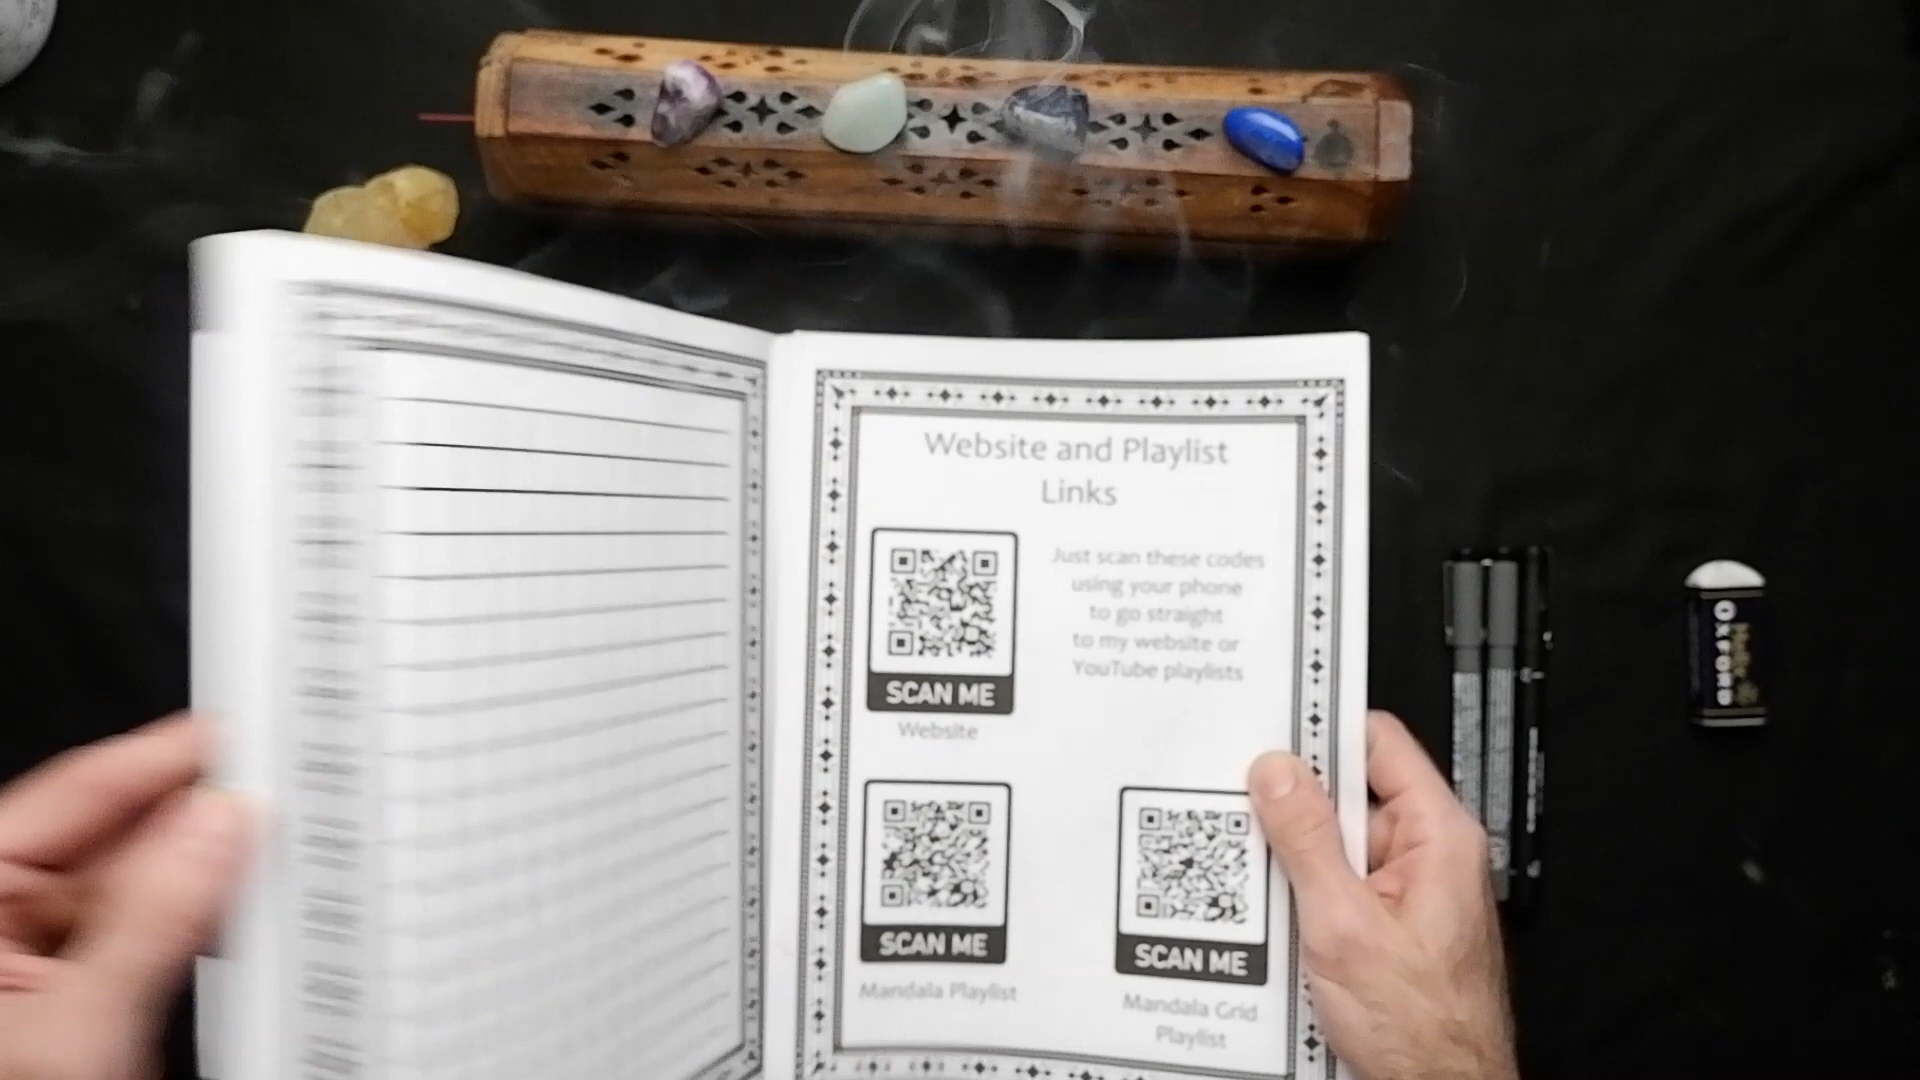 Website and Playlist
Links
Just scan these codes
using your phone
to go straight
to my website or
YouTube playlists
SCAN ME
Website
SCAN ME
Mandala Playlist
SCAN ME
Mandala Grid
Playlist
OXFORD